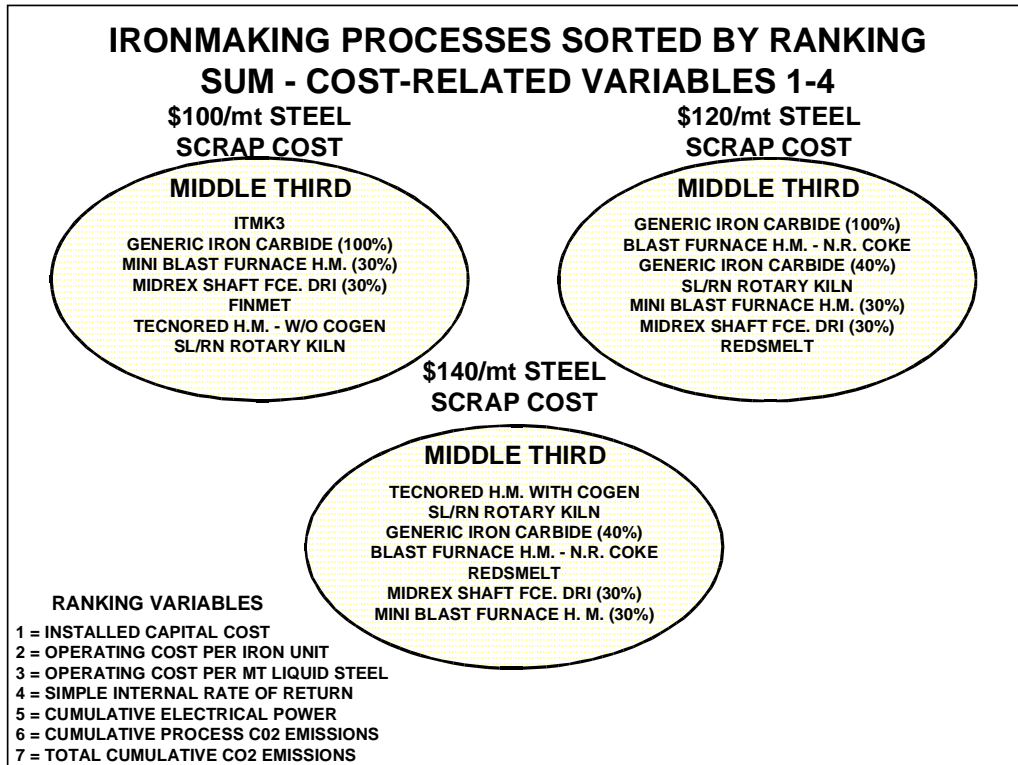 IRONMAKING PROCESSES SORTED BY RANKING
SUM - COST-RELATED VARIABLES 1-4
$100/mt STEEL
SCRAP COST
MIDDLE THIRD
ITMK3
GENERIC IRON CARBIDE (100%)
MINI BLAST FURNACE H.M. (30%)
MIDREX SHAFT FCE. DRI (30%)
FINMET
TECNORED H.M. - W/O COGEN
SL/RN ROTARY KILN
$120/mt STEEL
SCRAP COST
MIDDLE THIRD
GENERIC IRON CARBIDE (100%)
BLAST FURNACE H.M. - N.R. COKE
GENERIC IRON CARBIDE (40%)
SL/RN ROTARY KILN
MINI BLAST FURNACE H.M. (30%)
MIDREX SHAFT FCE. DRI (30%)
REDSMELT
$140/mt STEEL
SCRAP COST
MIDDLE THIRD
TECNORED H.M. WITH COGEN
SL/RN ROTARY KILN
GENERIC IRON CARBIDE (40%)
BLAST FURNACE H.M. - N.R. COKE
REDSMELT
MIDREX SHAFT FCE. DRI (30%)
MINI BLAST FURNACE H. M. (30%)
RANKING VARIABLES
1 = INSTALLED CAPITAL COST
2 = OPERATING COST PER IRON UNIT
3 = OPERATING COST PER MT LIQUID STEEL
4 = SIMPLE INTERNAL RATE OF RETURN
5 = CUMULATIVE ELECTRICAL POWER
6 = CUMULATIVE PROCESS C02 EMISSIONS
7 = TOTAL CUMULATIVE CO2 EMISSIONS